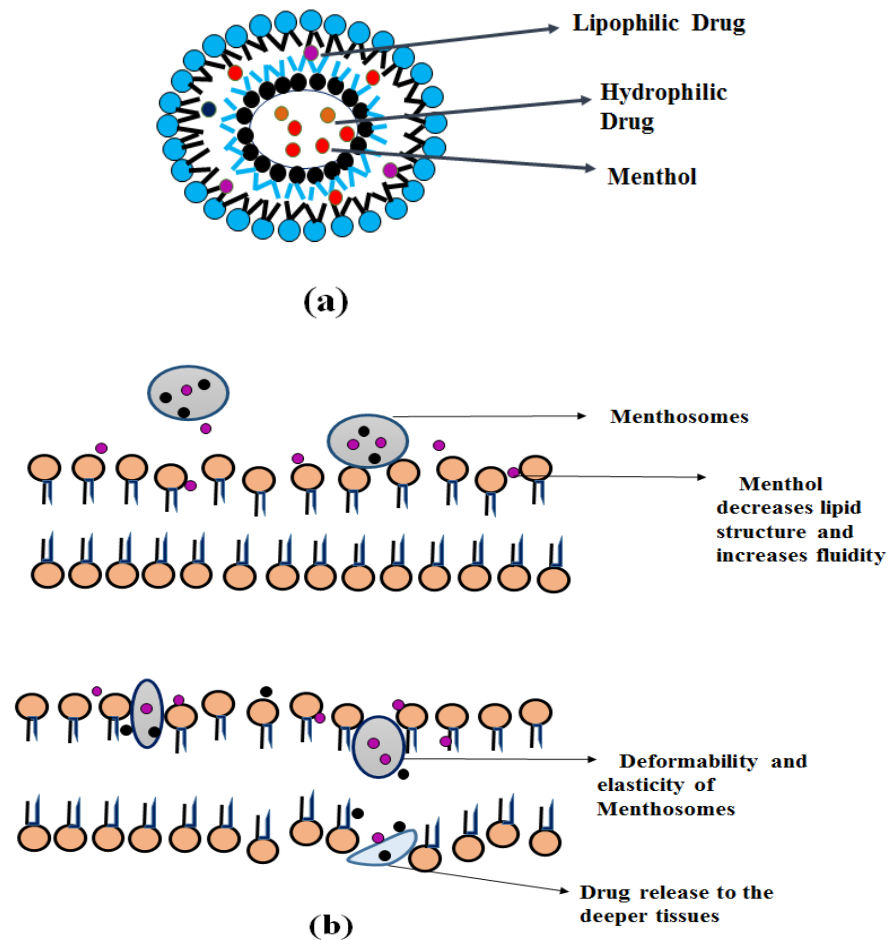 Lipophilic Drug
Hydrophilic
Drug
Menthol
(a)
Menthosomes
Menthol
decreases lipid
structure and
increases fluidity
Deformability and
elasticity of
Menthosomes
Drug release to the
deeper tissues
(b)